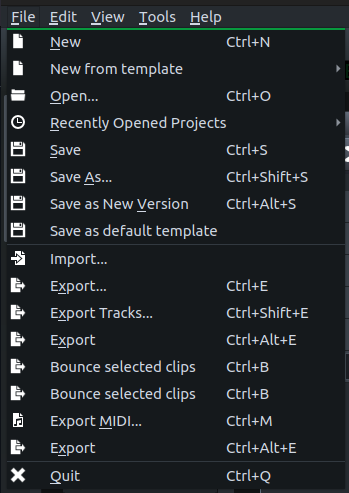 File Edit View Tools Help
New Ctrl+N
New from template
Open... Ctrl+O
Recently Opened Projects
Save Ctrl+S
Save As... Ctrl+Shift+S
Save as New Version Ctrl+Alt+S
Save as default template
Import...
Export... Ctrl+E
Export Tracks... Ctrl+Shift+E
Export Ctrl+Alt+E
Bounce selected clips Ctrl+B
Bounce selected clips Ctrl+B
Export MIDI... Ctrl+M
Export Ctrl+Alt+E
Quit Ctrl+Q